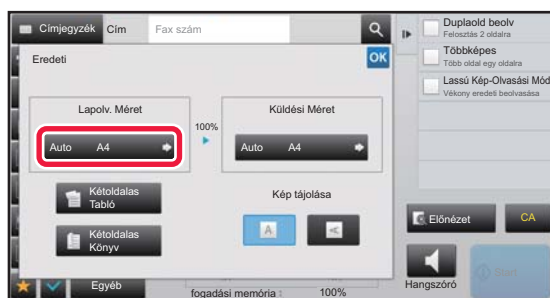 Címjegyzék Cím Fax szám
Eredeti
OK
Lapolv. Méret
Küldési Méret
100%
Auto A4
Auto A4
Kétoldalas
Tabló
Kétoldalas
Könyv
Kép tájolása
A
A
Egyéb
fogadási memória : 100%
Duplaold beolv
Felosztás 2 oldalra
Többképes
Több oldal egy oldalra
Lassú Kép-Olvasási Mód
Vékony eredeti beolvasása
Előnézet
CA
Hangszóró
Start